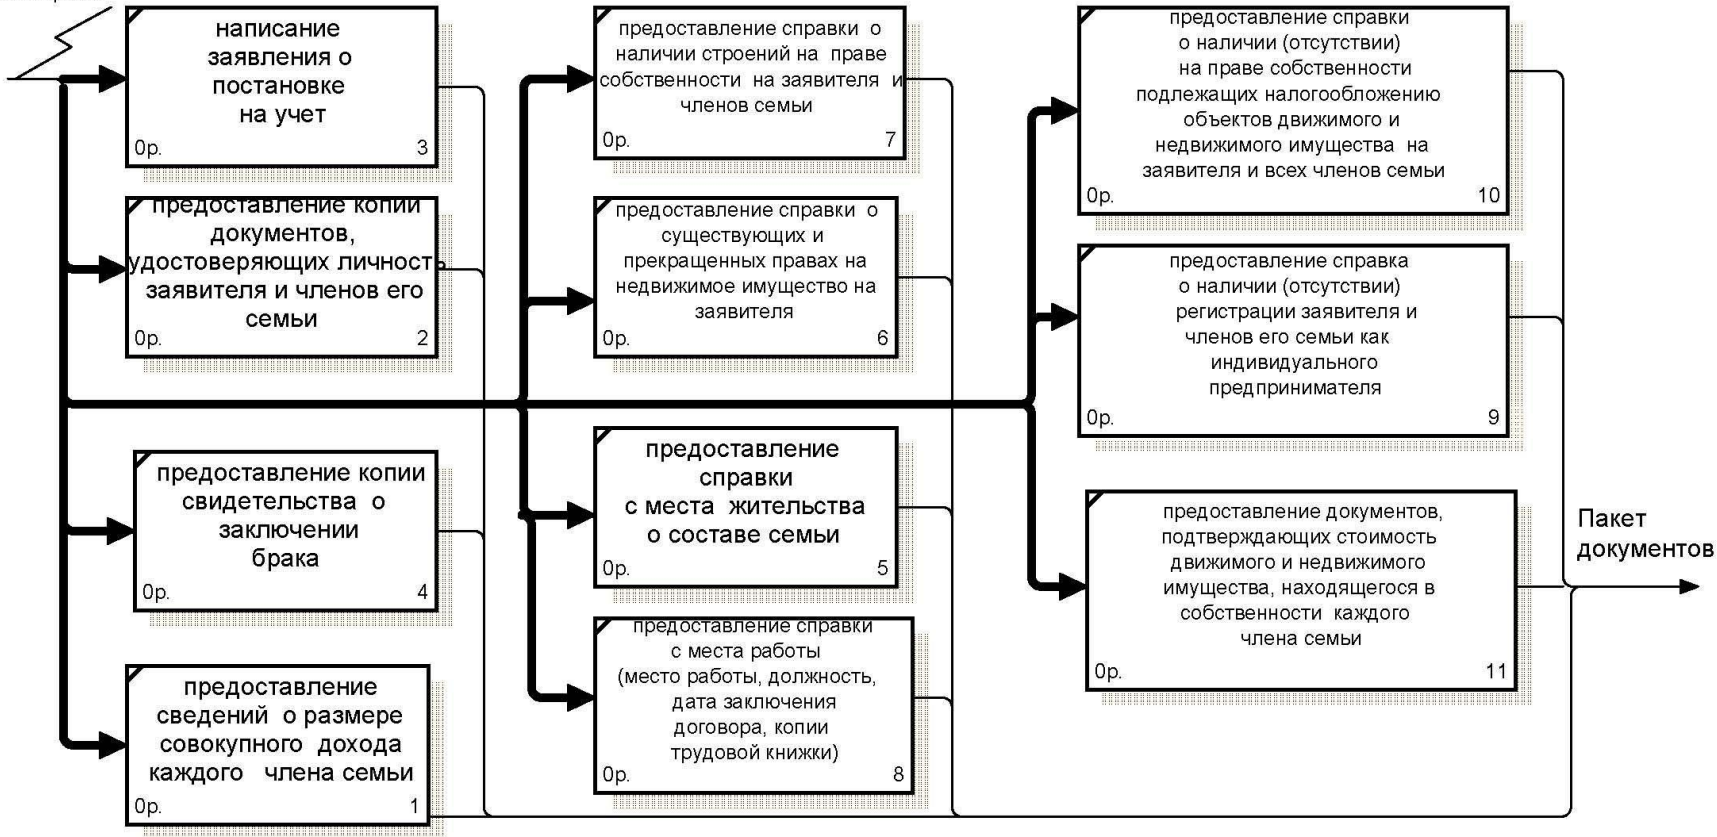 написание
заявления о
постановке
на учет
0р. 3
предоставление копии
документов,
удостоверяющих личность
заявителя и членов его
семьи
0р. 2
предоставление копии
свидетельства о
заключении
брака
0р. 4
предоставление
сведений о размере
совокупного дохода
каждого члена семьи
0р. 1
предоставление справки о
наличии строений на праве
собственности на заявителя и
членов семьи
0р. 7
предоставление справки о
существующих и
прекращенных правах на
недвижимое имущество на
заявителя
0р. 6
предоставление
справки
с места жительства
о составе семьи
0р. 5
предоставление справки
с места работы
(место работы, должность,
дата заключения
договора, копии
трудовой книжки)
0р. 8
предоставление справки
о наличии (отсутствии)
на праве собственности
подлежащих налогообложению
объектов движимого и
недвижимого имущества на
заявителя и всех членов семьи
0р. 10
предоставление справка
о наличии (отсутствии)
регистрации заявителя и
членов его семьи как
индивидуального
предпринимателя
0р. 9
предоставление документов,
подтверждающих стоимость
движимого и недвижимого
имущества, находящегося в
собственности каждого
члена семьи
0р. 11
Пакет
документов